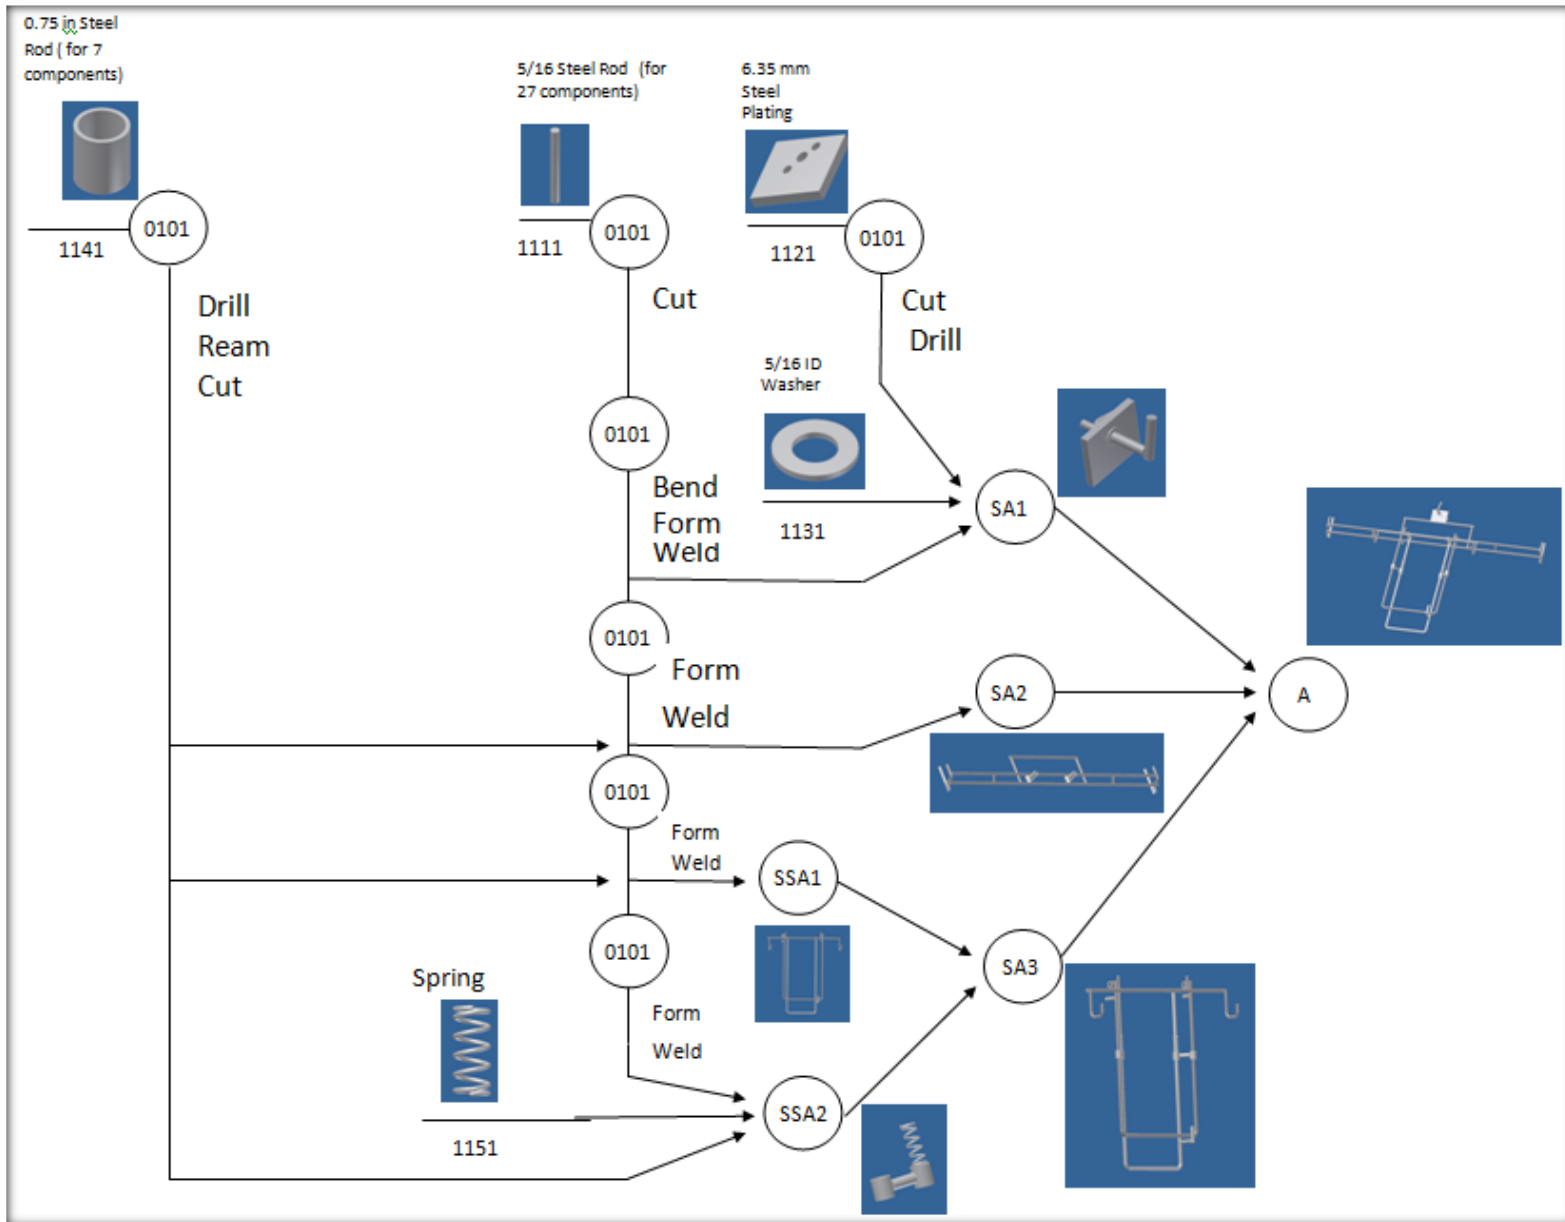 0.75 in Steel
Rod ( for 7
components)
5/16 Steel Rod (for
27 components)
6.35 mm
Steel
Plating
0101
1141
0101
1111
0101
1121
Drill
Ream
Cut
Cut
Cut
Drill
5/16 ID
Washer
0101
1131
SA1
Bend
Form
Weld
0101
Form
Weld
SA2
A
0101
Form
Weld
SSA1
0101
SA3
Spring
Form
Weld
1151
SSA2